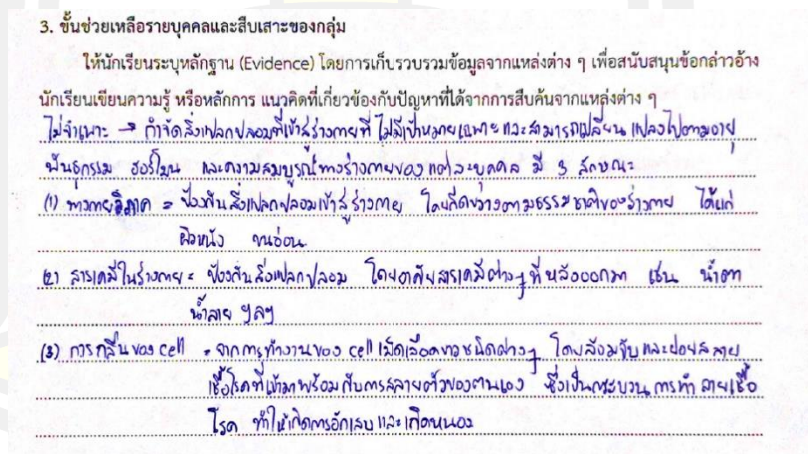 3. ขั้นช่วยเหลือรายบุคคลและสืบเสาะของกลุ่ม
ให้นักเรียนระบุหลักฐาน (Evidence) โดยการเก็บรวบรวมข้อมูลจากแหล่งต่าง ๆ เพื่อสนับสนุนข้อกล่าวอ้าง
นักเรียนเขียนความรู้ หรือหลักการ แนวคิดที่เกี่ยวข้องกับปัญหาที่ได้จากการสืบค้นจากแหล่งต่าง ๆ
ไม่จำเพาะ → กำจัดสิ่งแปลกปลอมที่เข้าสู่ร่างกายที่ไม่มีเป้าหมายเฉพาะ และสามารถเปลี่ยนแปลงไปตามอายุ
พันธุกรรม ฮอร์โมน และความสมบูรณ์ทางร่างกายของแต่ละบุคคล มี 3 ลักษณะ
(1) ทางกายวิภาค = ป้องกันสิ่งแปลกปลอมเข้าสู่ร่างกาย โดยกีดขวางตามธรรมชาติของร่างกาย ได้แก่
ผิวหนัง ขนอ่อน
(2) สารเคมีในร่างกาย = ป้องกันสิ่งแปลกปลอม โดยอาศัยสารเคมีต่างๆ ที่หลั่งออกมา เช่น น้ำตา
น้ำลาย ฯลฯ
(3) การกลืนของ cell = จากการทำงานของ cell เม็ดเลือดขาวชนิดต่างๆ โดยล้อมจับและย่อยสลาย
เชื้อโรคที่เข้ามาพร้อมกับการสลายตัวของตนเอง ซึ่งเป็นกระบวนการทำลายเชื้อ
โรค ทำให้เกิดการอักเสบ และเกิดหนอง